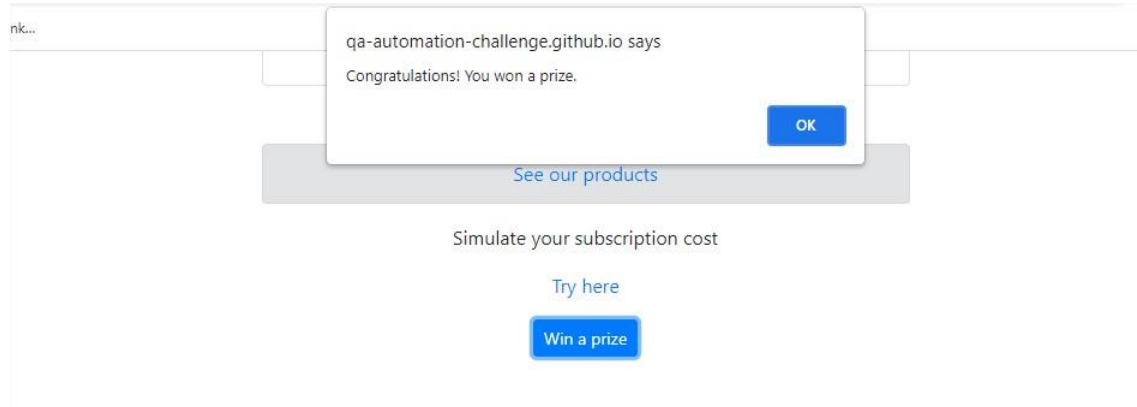 nk...
qa-automation-challenge.github.io says
Congratulations! You won a prize.
OK
See our products
Simulate your subscription cost
Try here
Win a prize